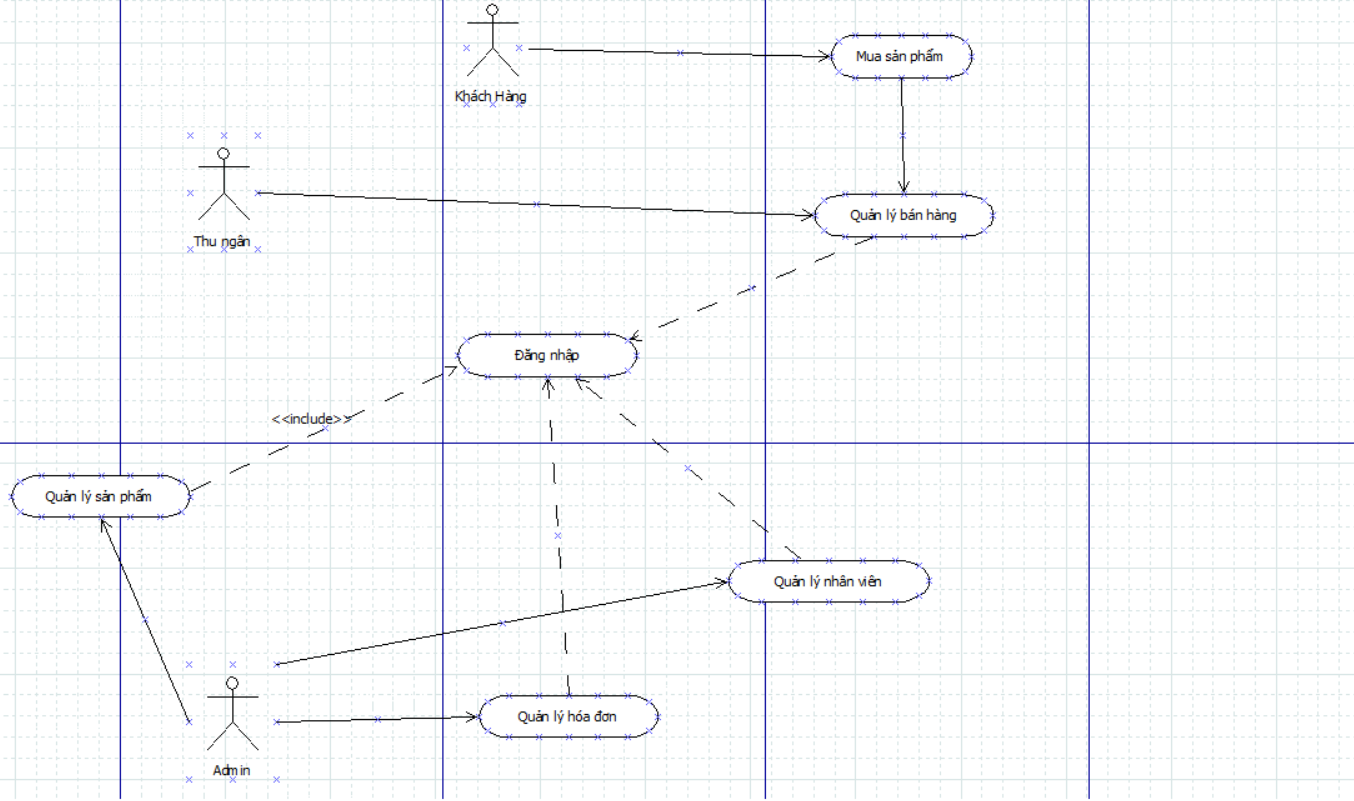 Mua sản phẩm
Khách Hàng
Quản lý bán hàng
Thu ngân
Đăng nhập
<<include>>
Quản lý sản phẩm
Quản lý nhân viên
Quản lý hóa đơn
Admin